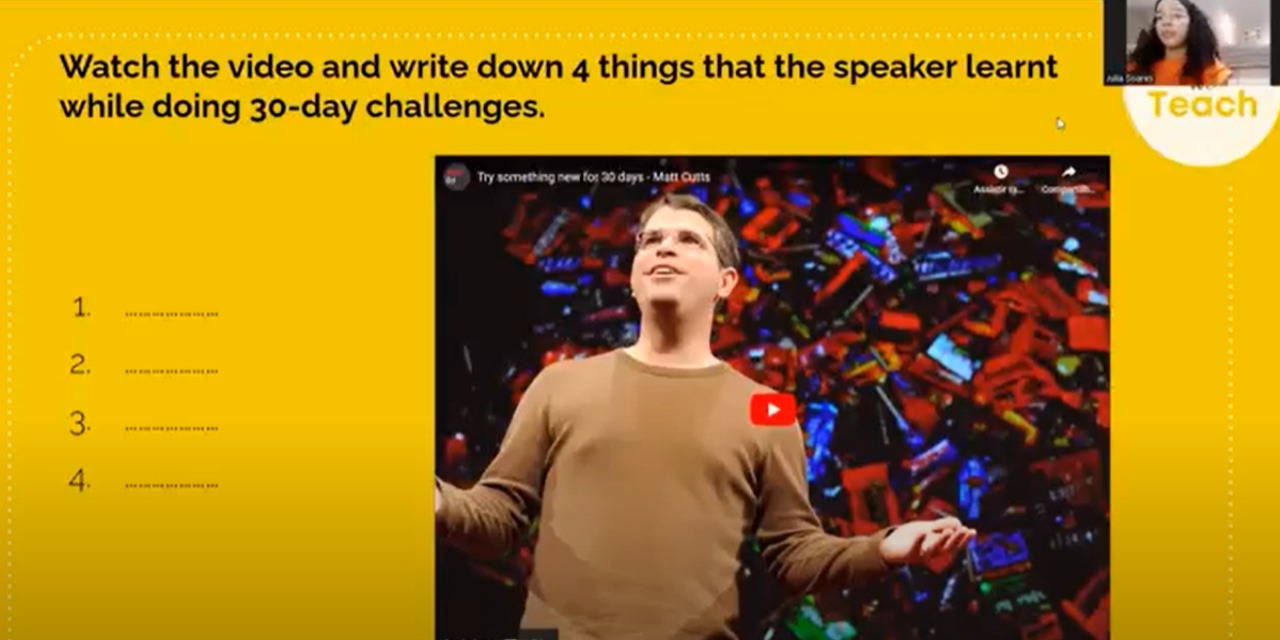 Watch the video and write down 4 things that the speaker learnt
while doing 30-day challenges.
Julia Soares
Teach
Try something new for 30 days - Matt Cutts
Assistir
Compartilh...
1. ..................
2. ..................
3. ..................
4. ..................